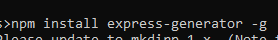 s>npm install express-generator -g
Please update to mkdirp 1.x. (Note